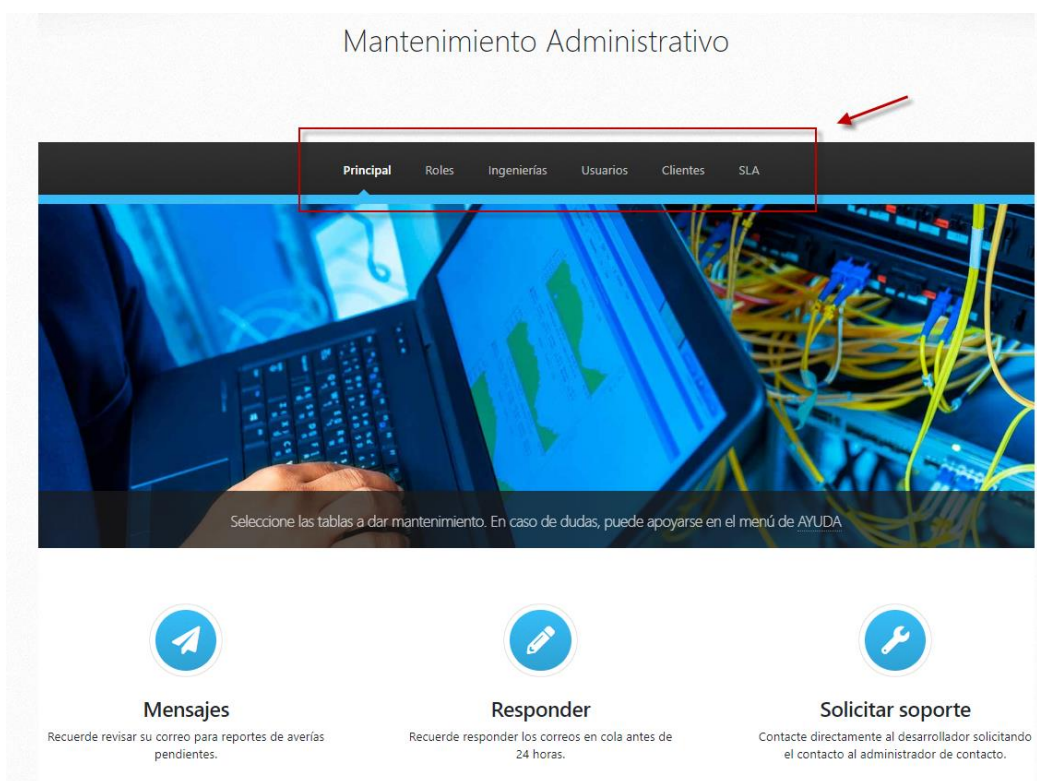 Mantenimiento Administrativo
Principal Roles Ingenierías Usuarios Clientes SLA
Seleccione las tablas a dar mantenimiento. En caso de dudas, puede apoyarse en el menú de AYUDA
Mensajes
Recuerde revisar su correo para reportes de averías
pendientes.
Responder
Recuerde responder los correos en cola antes de
24 horas.
Solicitar soporte
Contacte directamente al desarrollador solicitando
el contacto al administrador de contacto.